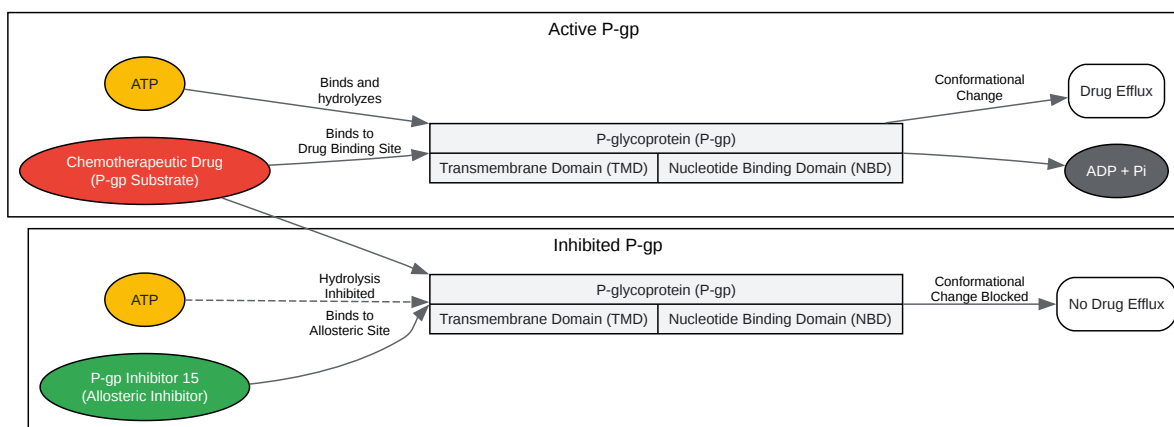 Active P-gp
ATP
Binds and
hydrolyzes
Conformational
Change
Drug Efflux
Chemotherapeutic Drug
(P-gp Substrate)
Binds to
Drug Binding Site
P-glycoprotein (P-gp)
Transmembrane Domain (TMD)
Nucleotide Binding Domain (NBD)
ADP + Pi
Inhibited P-gp
ATP
Hydrolysis
Inhibited
Binds to
Allosteric Site
P-glycoprotein (P-gp)
Transmembrane Domain (TMD)
Nucleotide Binding Domain (NBD)
Conformational
Change Blocked
No Drug Efflux
P-gp Inhibitor 15
(Allosteric Inhibitor)